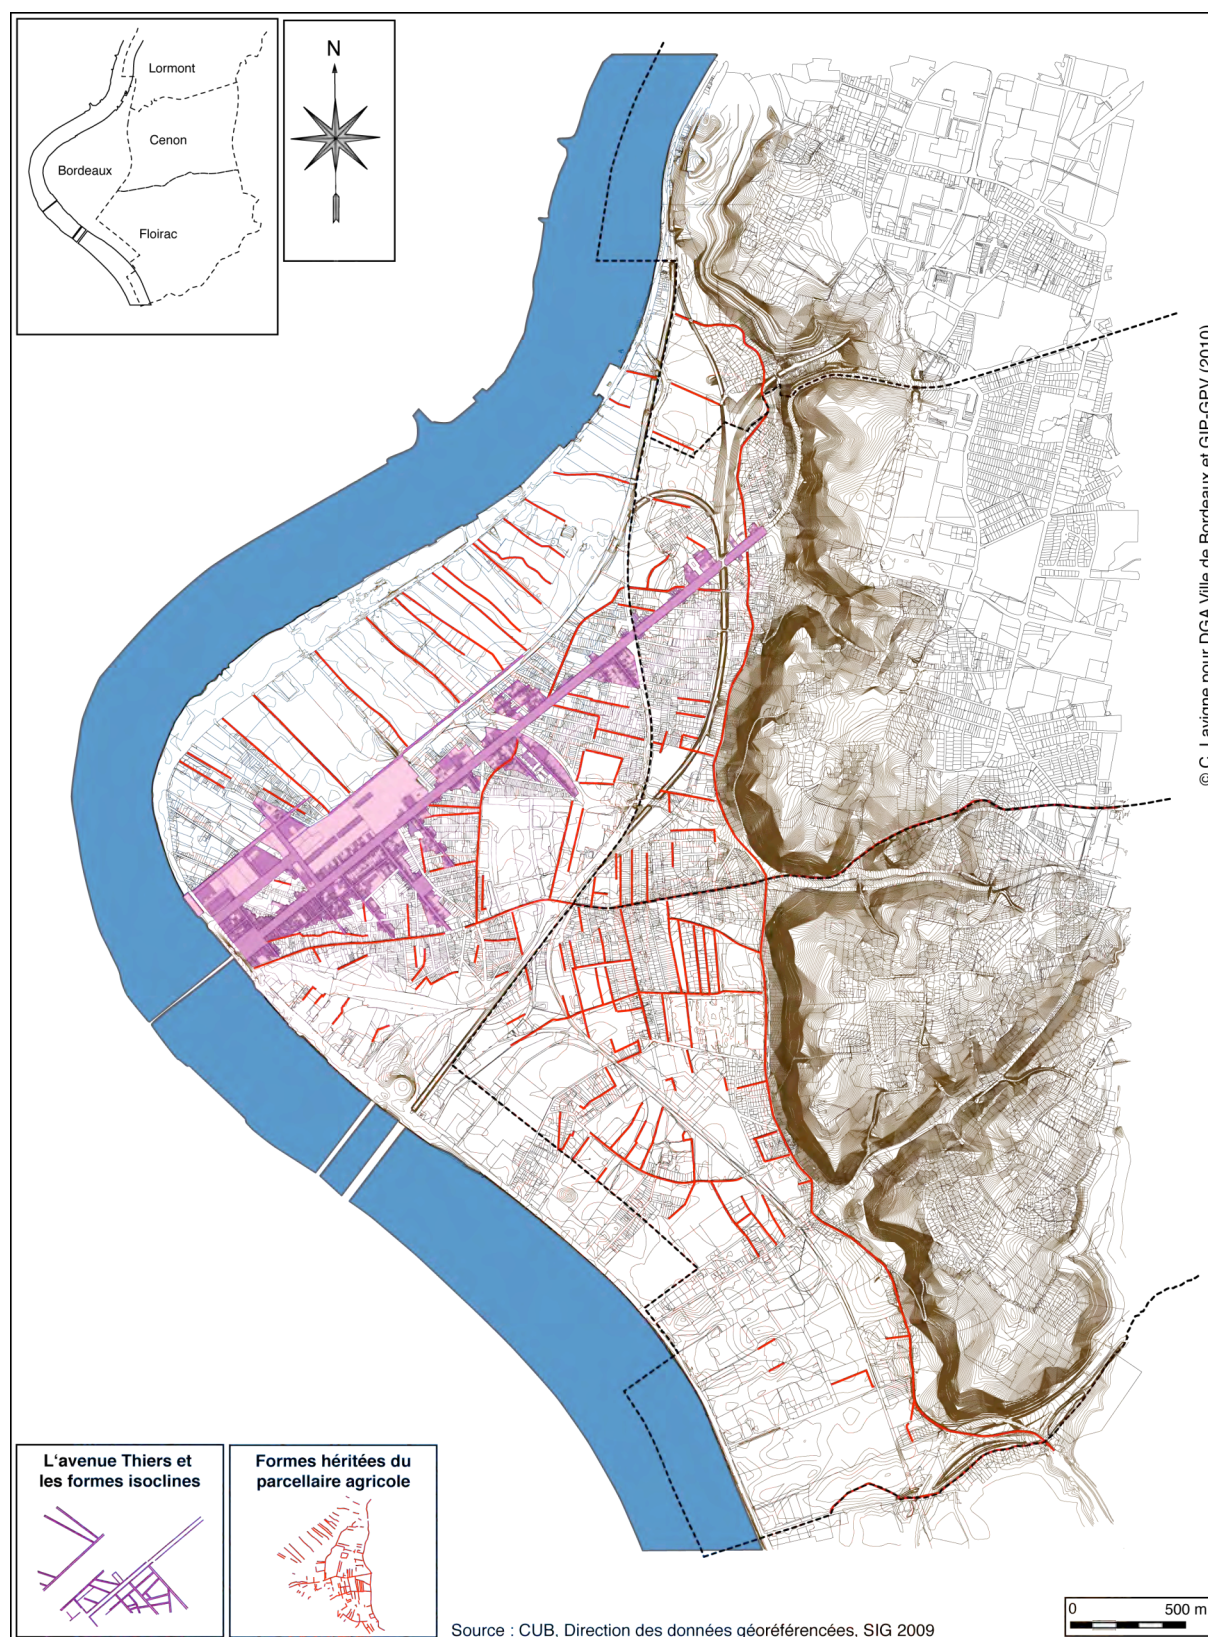 Lormont
Cenon
Bordeaux
Floirac
N
© C. Lavigne pour DGA Ville de Bordeaux et GIP-GPV (2010)
L'avenue Thiers et
les formes isoclines
Formes héritées du
parcellaire agricole
Source : CUB, Direction des données géoréférencées, SIG 2009
0 500 m